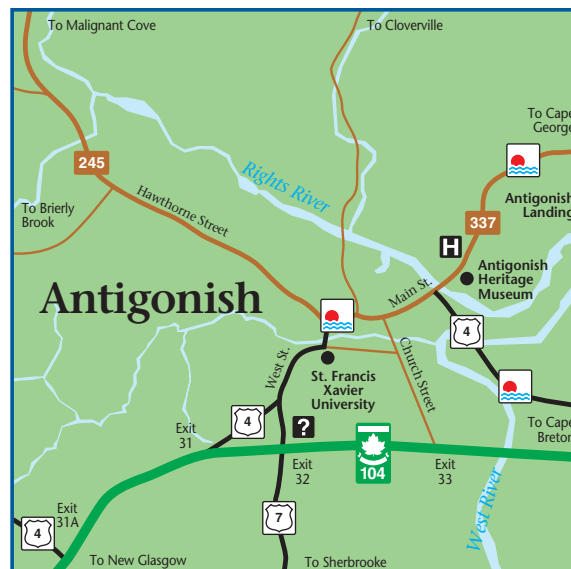 To Malignant Cove
To Cloverville
To Cape
George
245
Rights River
Hawthorne Street
Antigonish
Landing
To Brierly
Brook
337
H
Antigonish
Heritage
Museum
Main St.
Antigonish
4
West St.
Church Street
St. Francis
Xavier
University
4
?
Exit
31
To Cape
Breton
Exit
32
104
Exit
33
West River
Exit
31A
7
4
To New Glasgow
To Sherbrooke